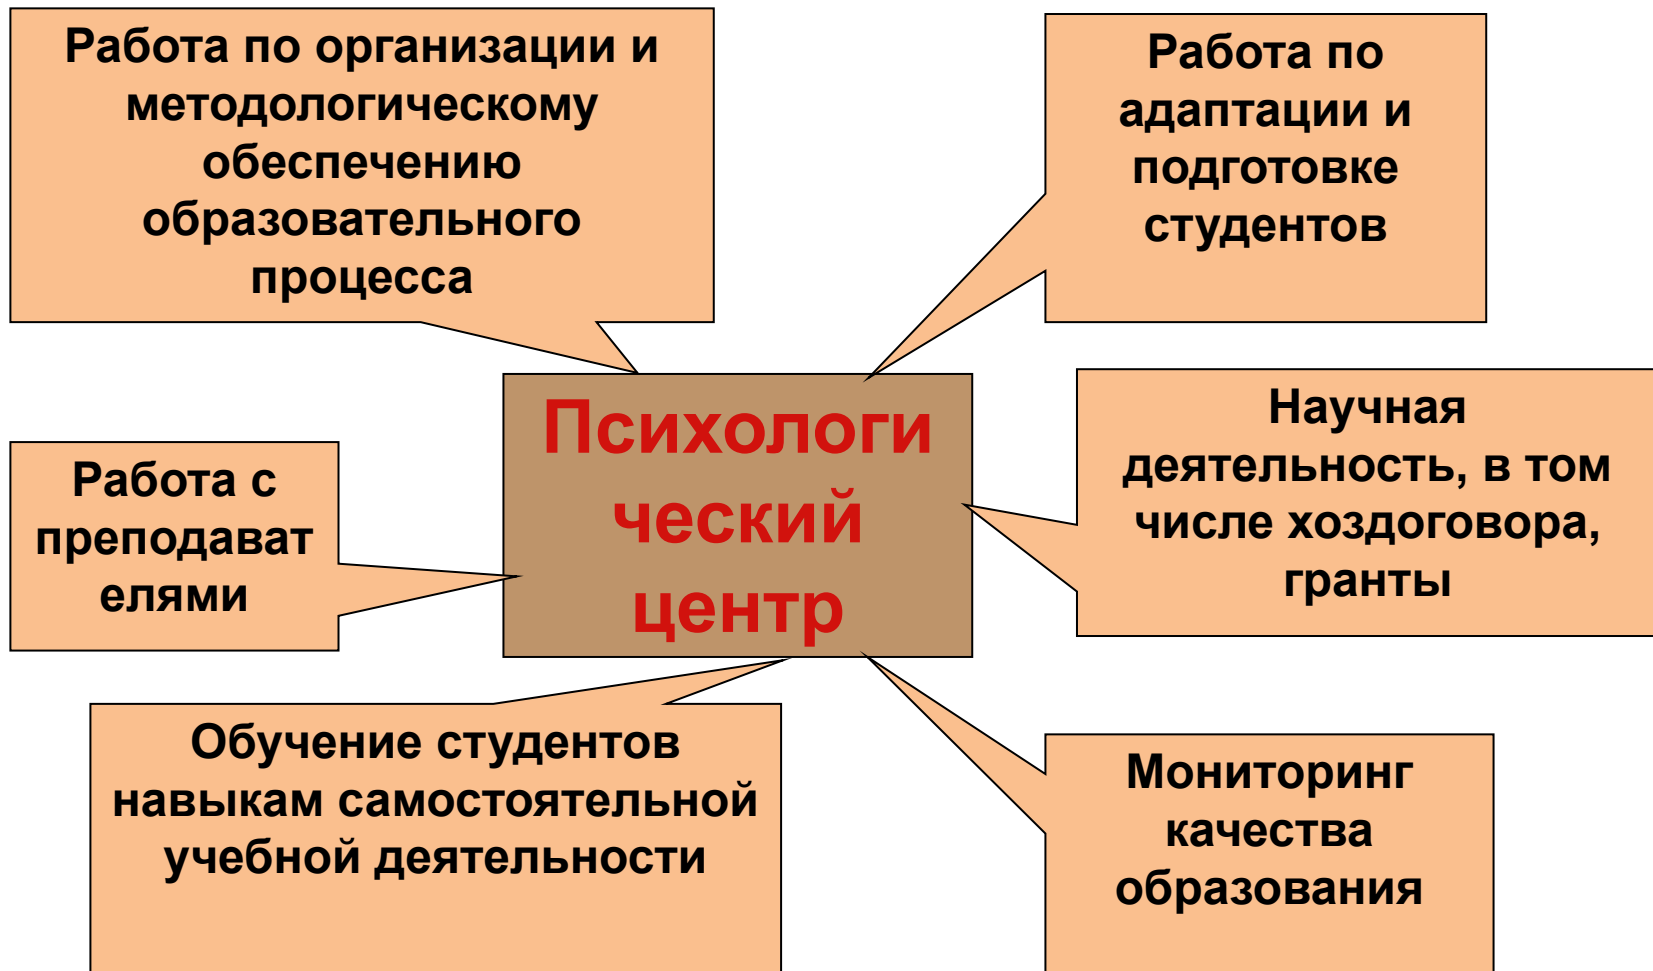 Работа по организации и
методологическому
обеспечению
образовательного
процесса
Работа по
адаптации и
подготовке
студентов
Психологи
ческий
центр
Научная
деятельность, в том
числе хоздоговора,
гранты
Работа с
преподават
елями
Обучение студентов
навыкам самостоятельной
учебной деятельности
Мониторинг
качества
образования